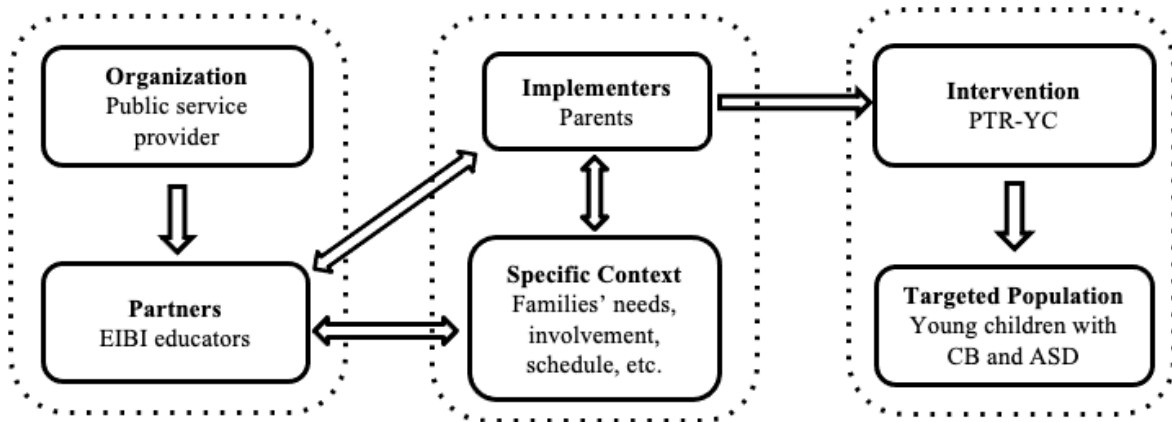 Organization
Public service
provider
Partners
EIBI educators
Implementers
Parents
Specific Context
Families’ needs,
involvement,
schedule, etc.
Intervention
PTR-YC
Targeted Population
Young children with
CB and ASD